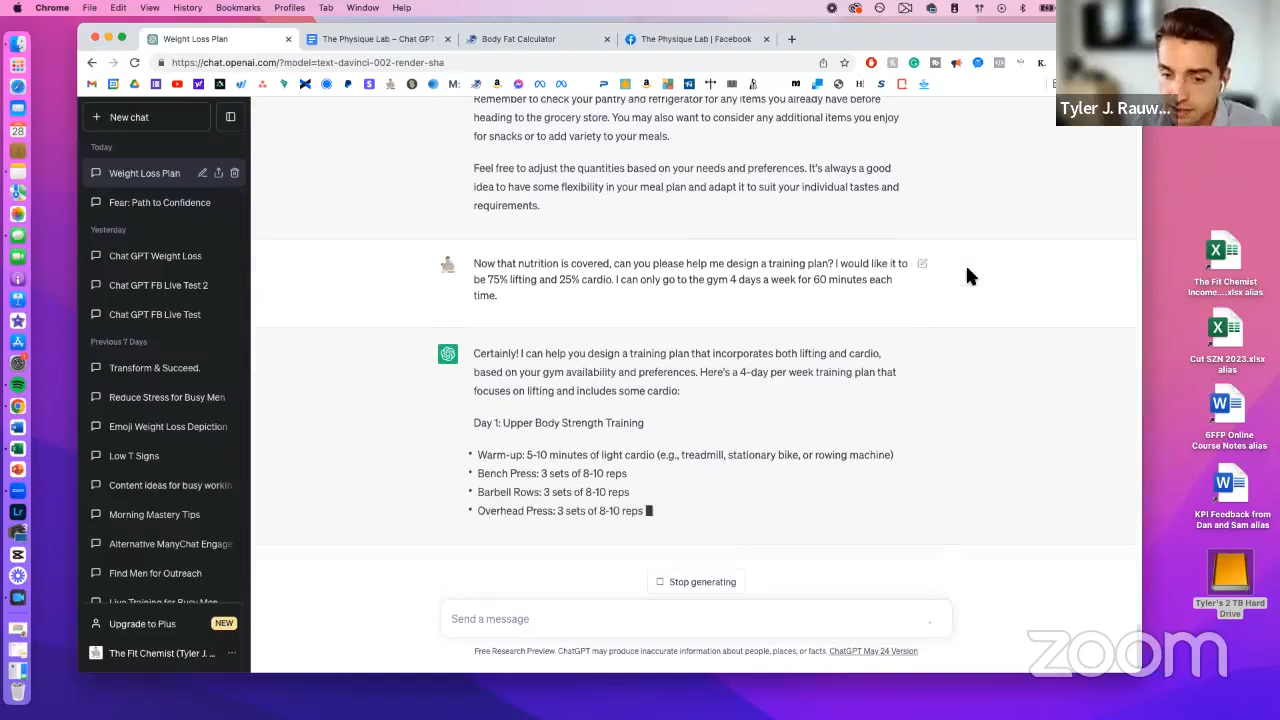 Chrome File Edit View History Bookmarks Profiles Tab Window Help
Weight Loss Plan
The Physique Lab – Chat GPT
Body Fat Calculator
The Physique Lab | Facebook
https://chat.openai.com/?model=text-davinci-002-render-sha
Tyler J. Rauw...
New chat
Today
Weight Loss Plan
Fear: Path to Confidence
Yesterday
Chat GPT Weight Loss
Chat GPT FB Live Test 2
Chat GPT FB Live Test
Previous 7 Days
Transform & Succeed.
Reduce Stress for Busy Men
Emoji Weight Loss Depiction
Low T Signs
Content ideas for busy workin
Morning Mastery Tips
Alternative ManyChat Engage
Find Men for Outreach
Live Training for Busy Men
Upgrade to Plus NEW
The Fit Chemist (Tyler J. ...
Remember to check your pantry and refrigerator for any items you already have before
heading to the grocery store. You may also want to consider any additional items you enjoy
for snacks or to add variety to your meals.
Feel free to adjust the quantities based on your needs and preferences. It's always a good
idea to have some flexibility in your meal plan and adapt it to suit your individual tastes and
requirements.
Now that nutrition is covered, can you please help me design a training plan? I would like it to
be 75% lifting and 25% cardio. I can only go to the gym 4 days a week for 60 minutes each
time.
Certainly! I can help you design a training plan that incorporates both lifting and cardio,
based on your gym availability and preferences. Here's a 4-day per week training plan that
focuses on lifting and includes some cardio:
Day 1: Upper Body Strength Training
• Warm-up: 5-10 minutes of light cardio (e.g., treadmill, stationary bike, or rowing machine)
• Bench Press: 3 sets of 8-10 reps
• Barbell Rows: 3 sets of 8-10 reps
• Overhead Press: 3 sets of 8-10 reps
Stop generating
Send a message
Free Research Preview. ChatGPT may produce inaccurate information about people, places, or facts. ChatGPT May 24 Version
The Fit Chemist
Income....xlsx alias
Cut SZN 2023.xlsx
alias
6FFP Online
Course Notes alias
KPI Feedback from
Dan and Sam alias
Tyler's 2 TB Hard
Drive
zoom